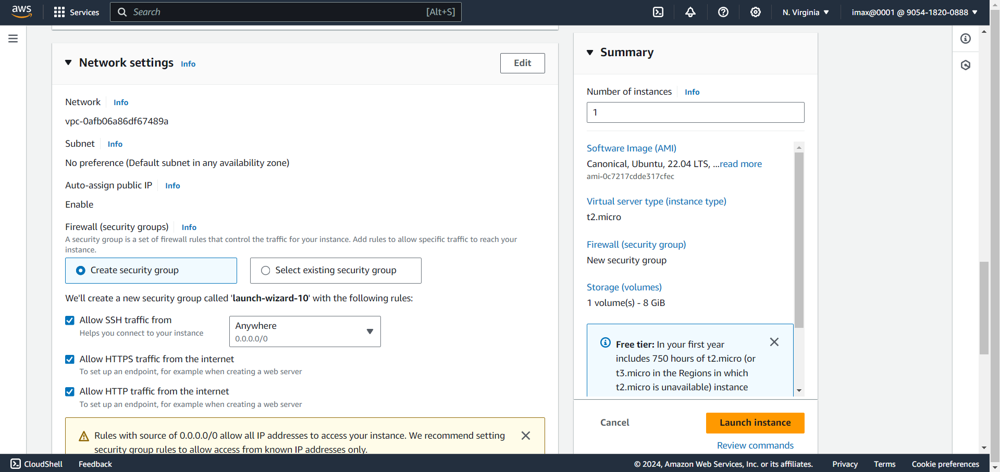 aws
Services
Search
[Alt+S]
N. Virginia
imax@0001 @ 9054-1820-0888
Network settings
Info
Edit
Network
Info
vpc-0afb06a86df67489a
Subnet
Info
No preference (Default subnet in any availability zone)
Auto-assign public IP
Info
Enable
Firewall (security groups)
Info
A security group is a set of firewall rules that control the traffic for your instance. Add rules to allow specific traffic to reach your
instance.
Create security group
Select existing security group
We'll create a new security group called 'launch-wizard-10' with the following rules:
Allow SSH traffic from
Helps you connect to your instance
Anywhere
0.0.0.0/0
Allow HTTPS traffic from the internet
To set up an endpoint, for example when creating a web server
Allow HTTP traffic from the internet
To set up an endpoint, for example when creating a web server
Rules with source of 0.0.0.0/0 allow all IP addresses to access your instance. We recommend setting
security group rules to allow access from known IP addresses only.
Summary
Number of instances
Info
1
Software Image (AMI)
Canonical, Ubuntu, 22.04 LTS, ...read more
ami-0c7217cdde317cfec
Virtual server type (instance type)
t2.micro
Firewall (security group)
New security group
Storage (volumes)
1 volume(s) - 8 GiB
Free tier: In your first year
includes 750 hours of t2.micro (or
t3.micro in the Regions in which
t2.micro is unavailable) instance
Cancel
Launch instance
Review commands
CloudShell
Feedback
© 2024, Amazon Web Services, Inc. or its affiliates.
Privacy
Terms
Cookie preferences